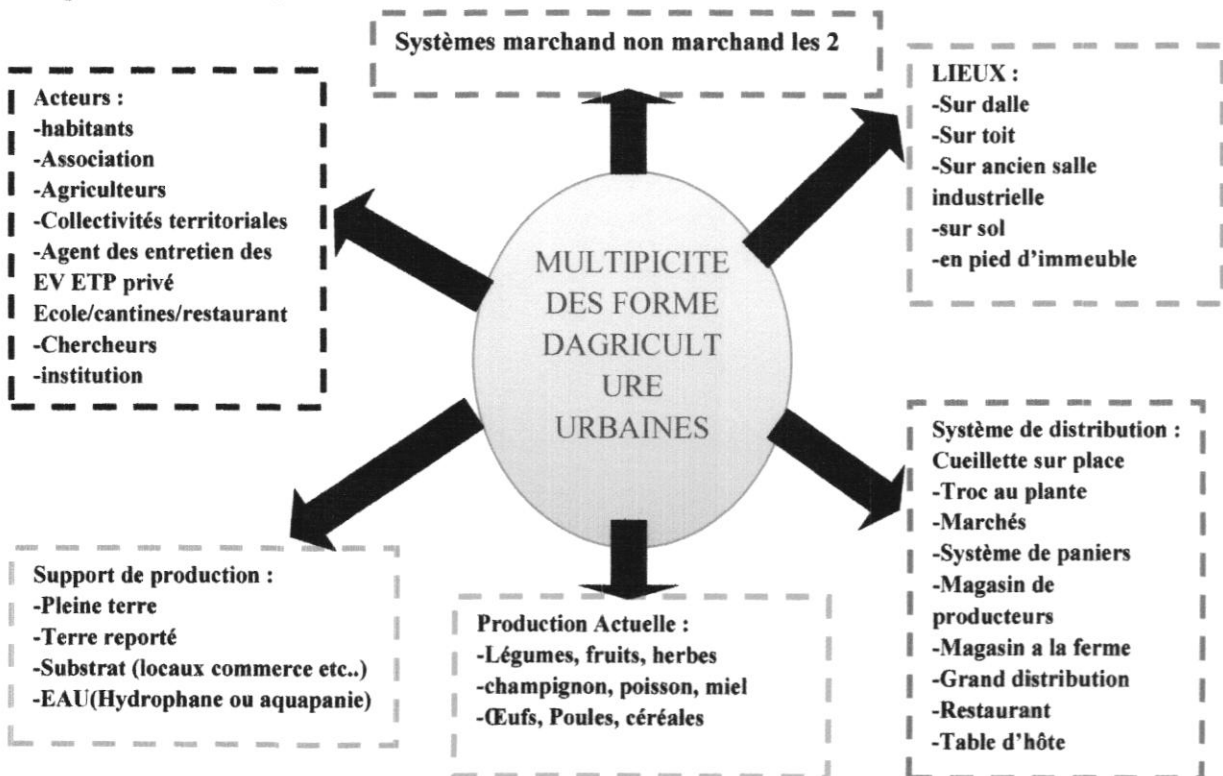 Systèmes marchand non marchand les 2
Acteurs :
-habitants
-Association
-Agriculteurs
-Collectivités territoriales
-Agent des entretien des
EV ETP privé
Ecole/cantines/restaurant
-Chercheurs
-institution
LIEUX :
-Sur dalle
-Sur toit
-Sur ancien salle
industrielle
-sur sol
-en pied d’immeuble
MULTIPICITE
DES FORME
DAGRICULT
URE
URBAINES
Support de production :
-Pleine terre
-Terre reporté
-Substrat (locaux commerce etc..)
-EAU(Hydrophane ou aquapanie)
Production Actuelle :
-Légumes, fruits, herbes
-champignon, poisson, miel
-Œufs, Poules, céréales
Système de distribution :
Cueillette sur place
-Troc au plante
-Marchés
-Système de paniers
-Magasin de
producteurs
-Magasin a la ferme
-Grand distribution
-Restaurant
-Table d’hôte